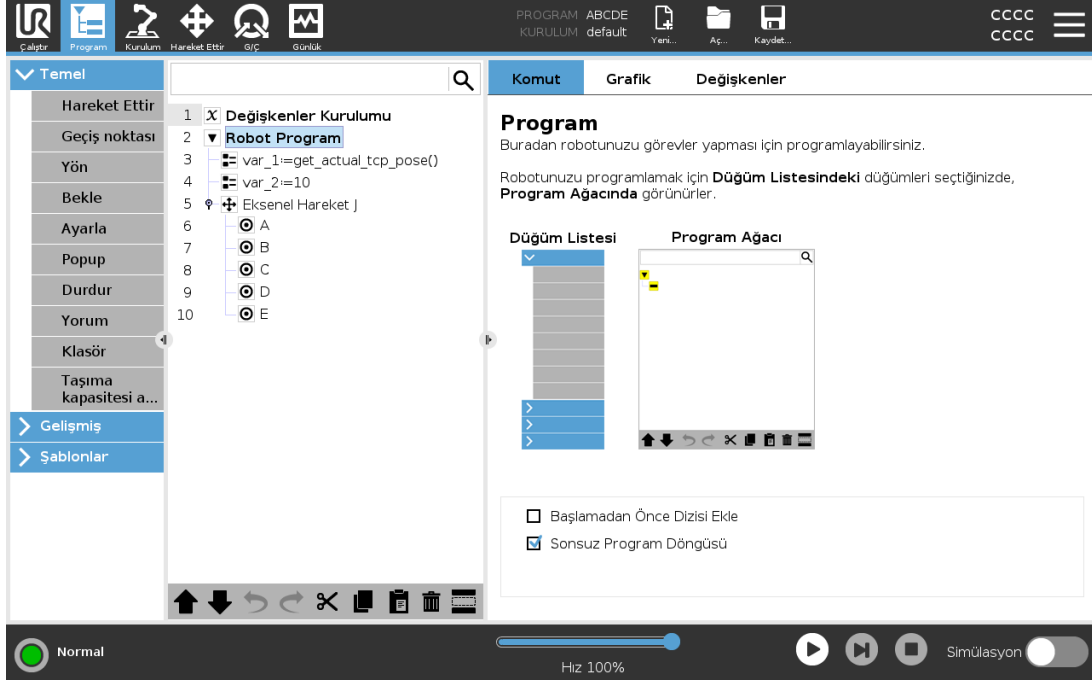 PROGRAM ABCDE
KURULUM default
Çalıştır
Program
Kurulum
Hareket Ettir
G/Ç
Günlük
Yeni...
Aç...
Kaydet...
CCCC
CCCC
Temel
Hareket Ettir
Geçiş noktası
Yön
Bekle
Ayarla
Popup
Durdur
Yorum
Klasör
Taşıma
kapasitesi a...
Gelişmiş
Şablonlar
1 x Değişkenler Kurulumu
2 Robot Program
3 var_1:=get_actual_tcp_pose()
4 var_2:=10
5 Eksenel Hareket J
6 A
7 B
8 C
9 D
10 E
Komut Grafik Değişkenler
Program
Buradan robotunuzu görevler yapması için programlayabilirsiniz.
Robotunuzu programlamak için Düğüm Listesindeki düğümleri seçtiğinizde,
Program Ağacında görünürler.
Düğüm Listesi
Program Ağacı
Başlamadan Önce Dizisi Ekle
Sonsuz Program Döngüsü
Normal
Hız 100%
Simülasyon